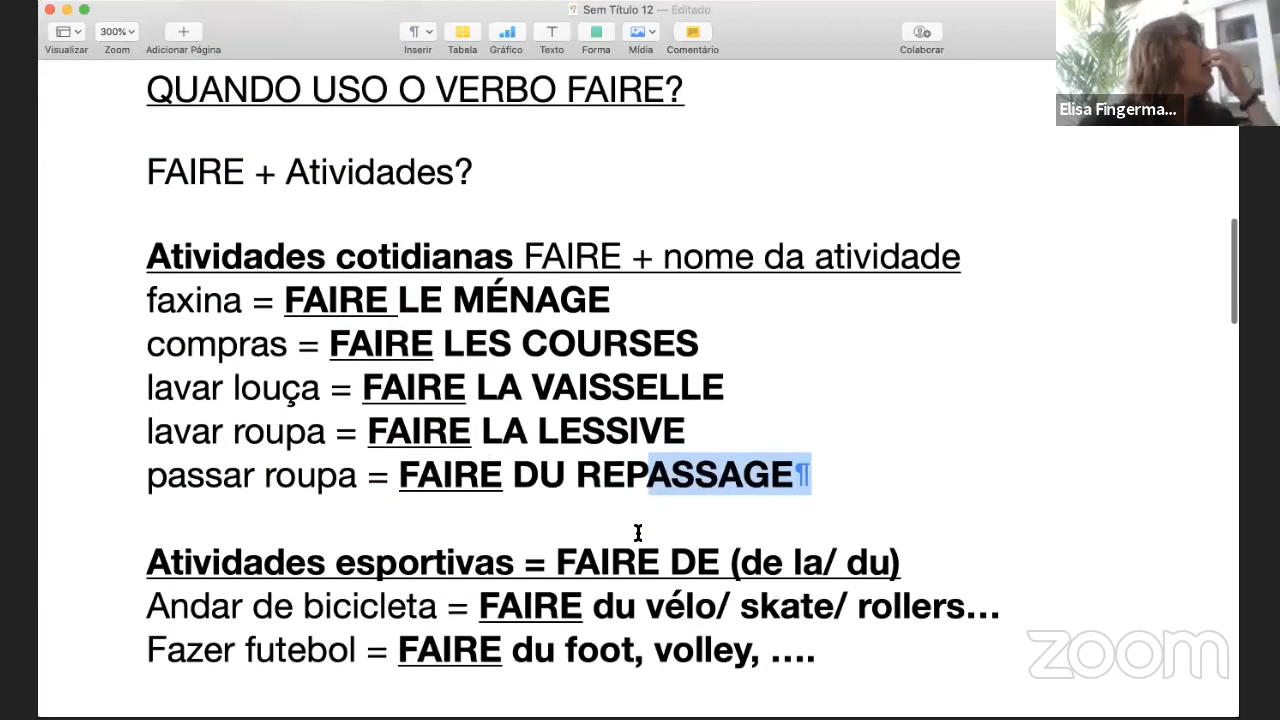 Sem Título 12 — Editado
300%
Visualizar Zoom Adicionar Página Inserir Tabela Gráfico Texto Forma Mídia Comentário Colaborar
Elisa Fingerma...
QUANDO USO O VERBO FAIRE?
FAIRE + Atividades?
Atividades cotidianas FAIRE + nome da atividade
faxina = FAIRE LE MÉNAGE
compras = FAIRE LES COURSES
lavar louça = FAIRE LA VAISSELLE
lavar roupa = FAIRE LA LESSIVE
passar roupa = FAIRE DU REPASSAGE¶
Atividades esportivas = FAIRE DE (de la/ du)
Andar de bicicleta = FAIRE du vélo/ skate/ rollers...
Fazer futebol = FAIRE du foot, volley, ....
zoom